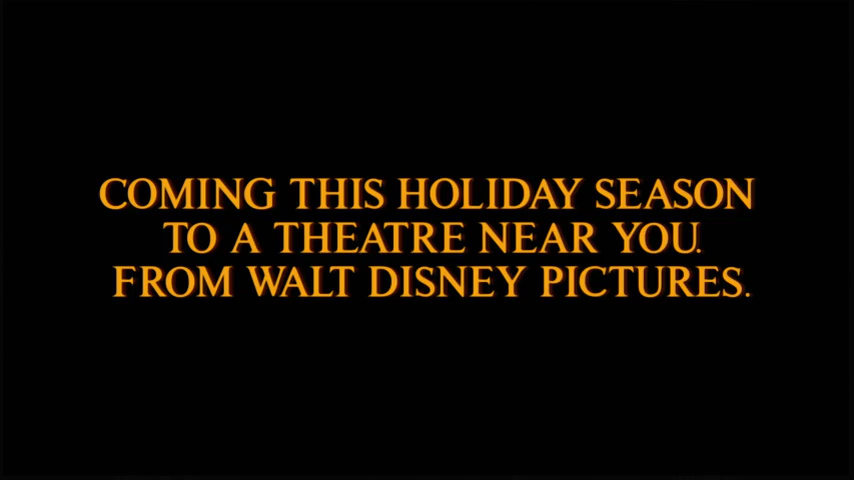 COMING THIS HOLIDAY SEASON
TO A THEATRE NEAR YOU.
FROM WALT DISNEY PICTURES.